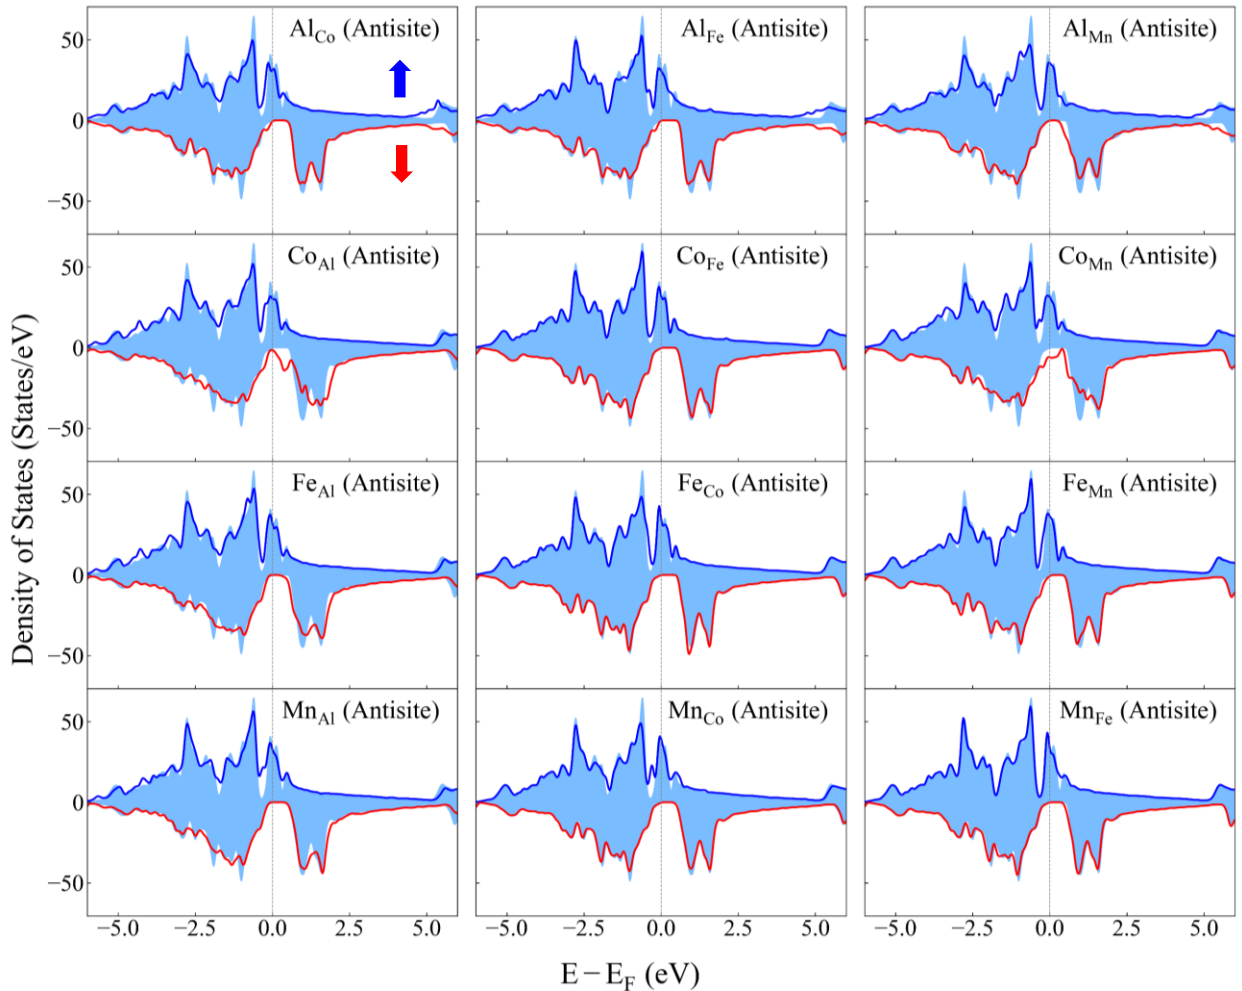 Al_Co (Antisite)
Al_Fe (Antisite)
Al_Mn (Antisite)
50
0
−50
Co_Al (Antisite)
Co_Fe (Antisite)
Co_Mn (Antisite)
50
0
−50
Fe_Al (Antisite)
Fe_Co (Antisite)
Fe_Mn (Antisite)
50
0
−50
Mn_Al (Antisite)
Mn_Co (Antisite)
Mn_Fe (Antisite)
50
0
−50
−5.0 −2.5 0.0 2.5 5.0
−5.0 −2.5 0.0 2.5 5.0
−5.0 −2.5 0.0 2.5 5.0
Density of States (States/eV)
E − E_F (eV)